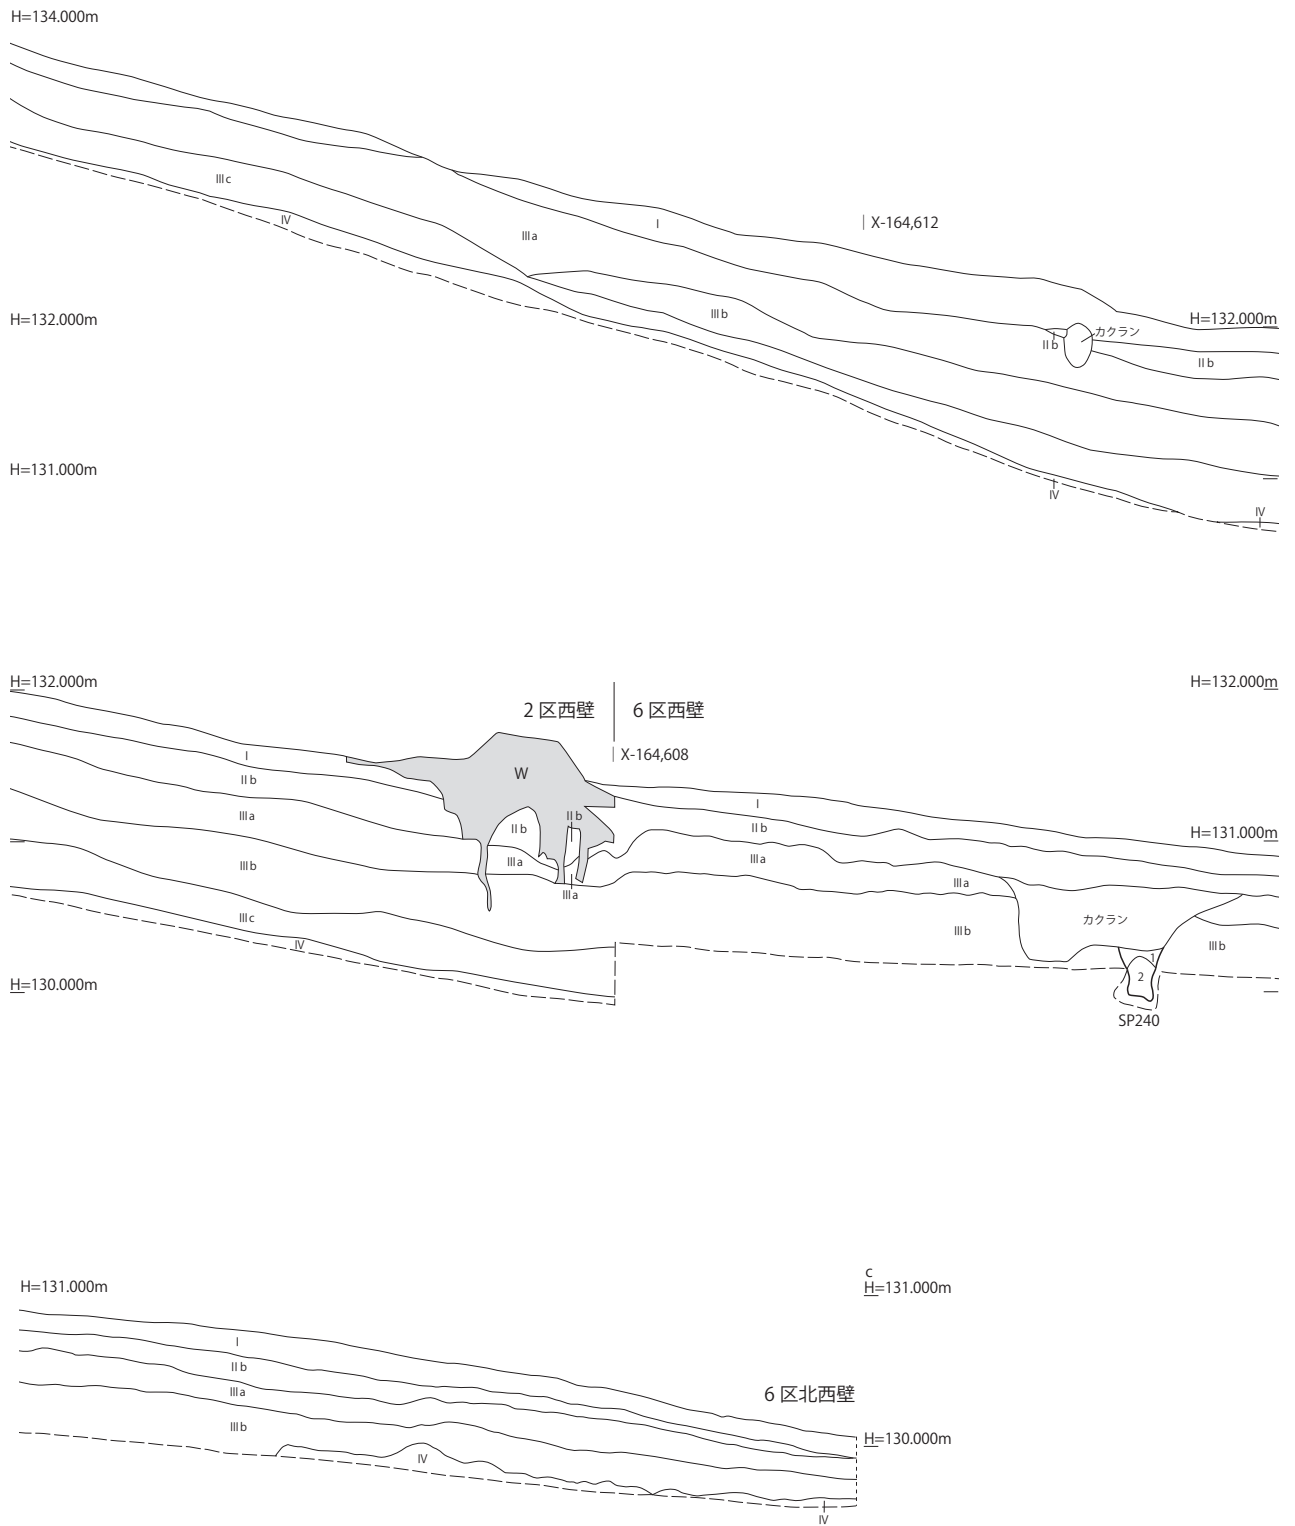 H=134.000m
Ⅲc
Ⅳ
Ⅲa
Ⅰ
X-164,612
H=132.000m
Ⅲb
H=132.000m
カクラン
Ⅱb
Ⅱb
H=131.000m
Ⅳ
Ⅳ
H=132.000m
H=132.000m
2 区西壁
6 区西壁
X-164,608
Ⅰ
W
Ⅱb
Ⅰ
Ⅲa
Ⅱb
Ⅱb
Ⅱb
H=131.000m
Ⅲb
Ⅲa
Ⅲa
Ⅲa
Ⅲa
Ⅲc
カクラン
Ⅳ
Ⅲb
Ⅲb
1
2
H=130.000m
SP240
c
H=131.000m
H=131.000m
Ⅰ
Ⅱb
Ⅲa
6 区北西壁
Ⅲb
H=130.000m
Ⅳ
Ⅳ